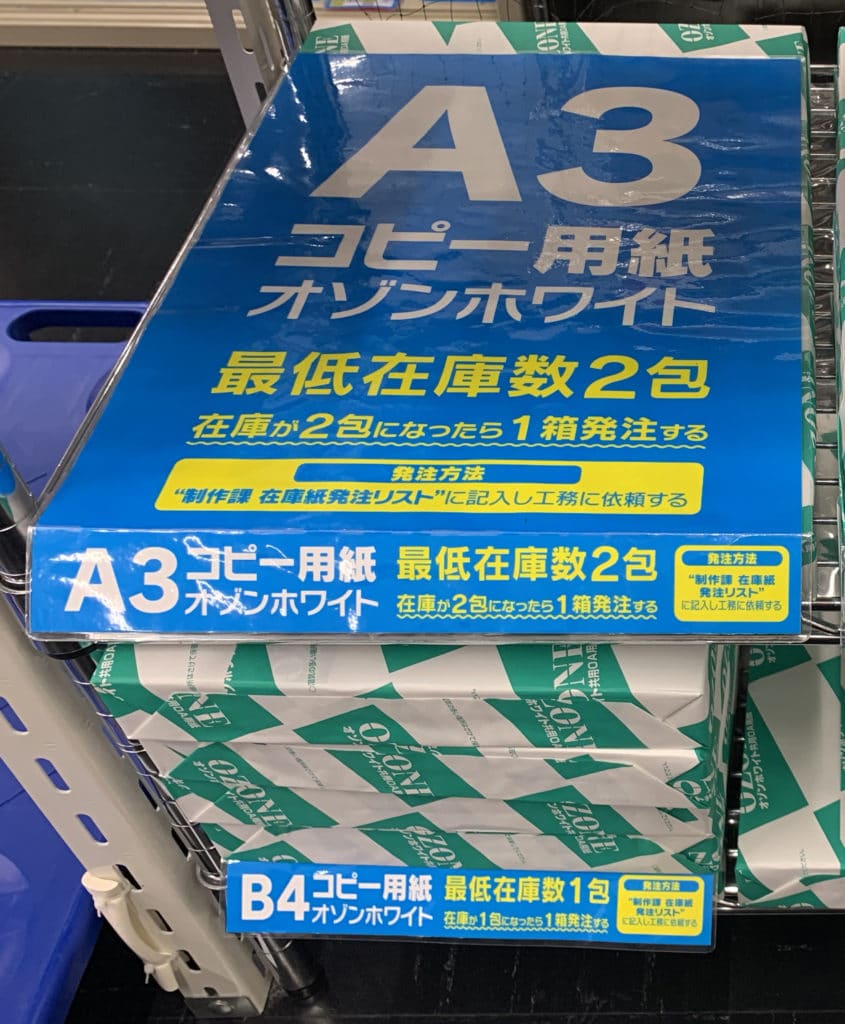 OZONE
A3
コピー用紙
オゾンホワイト
最低在庫数2包
在庫が2包になったら1箱発注する
発注方法
“制作課 在庫紙発注リスト”に記入し工務に依頼する
A3 コピー用紙
オゾンホワイト
最低在庫数2包
在庫が2包になったら1箱発注する
発注方法
“制作課 在庫紙
発注リスト”
に記入し工務に依頼する
OZONE
OZONE
OZONE
オゾンホワイト共用OA用紙
B4 コピー用紙
オゾンホワイト
最低在庫数1包
在庫が1包になったら1箱発注する
発注方法
“制作課 在庫紙
発注リスト”
に記入し工務に依頼する